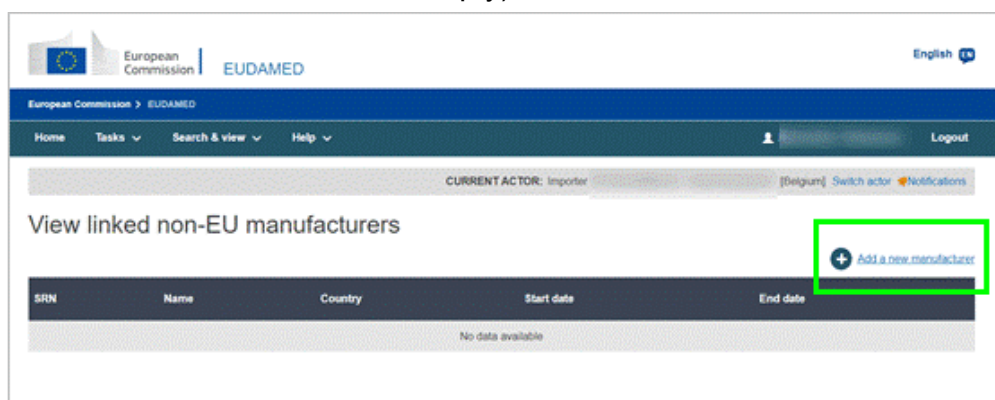 European
Commission
EUDAMED
English EN
European Commission > EUDAMED
Home Tasks Search & view Help Logout
CURRENT ACTOR: Importer [Belgium] Switch actor Notifications
View linked non-EU manufacturers
Add a new manufacturer
SRN Name Country Start date End date
No data available